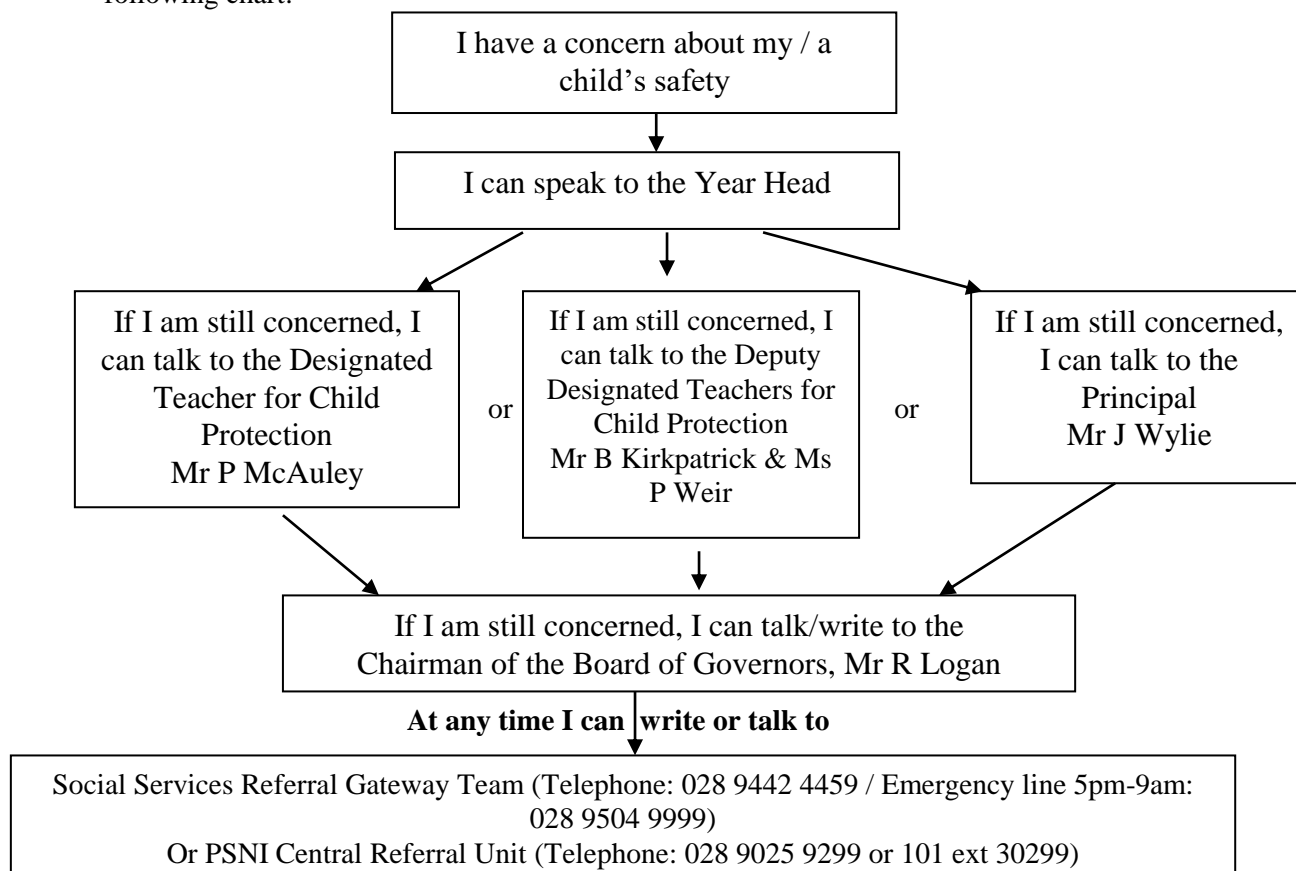 following chart:
I have a concern about my / a
child's safety
I can speak to the Year Head
If I am still concerned, I
can talk to the Designated
Teacher for Child
Protection
Mr P McAuley
or
If I am still concerned, I
can talk to the Deputy
Designated Teachers for
Child Protection
Mr B Kirkpatrick & Ms
P Weir
or
If I am still concerned,
I can talk to the
Principal
Mr J Wylie
If I am still concerned, I can talk/write to the
Chairman of the Board of Governors, Mr R Logan
At any time I can write or talk to
Social Services Referral Gateway Team (Telephone: 028 9442 4459 / Emergency line 5pm-9am:
028 9504 9999)
Or PSNI Central Referral Unit (Telephone: 028 9025 9299 or 101 ext 30299)